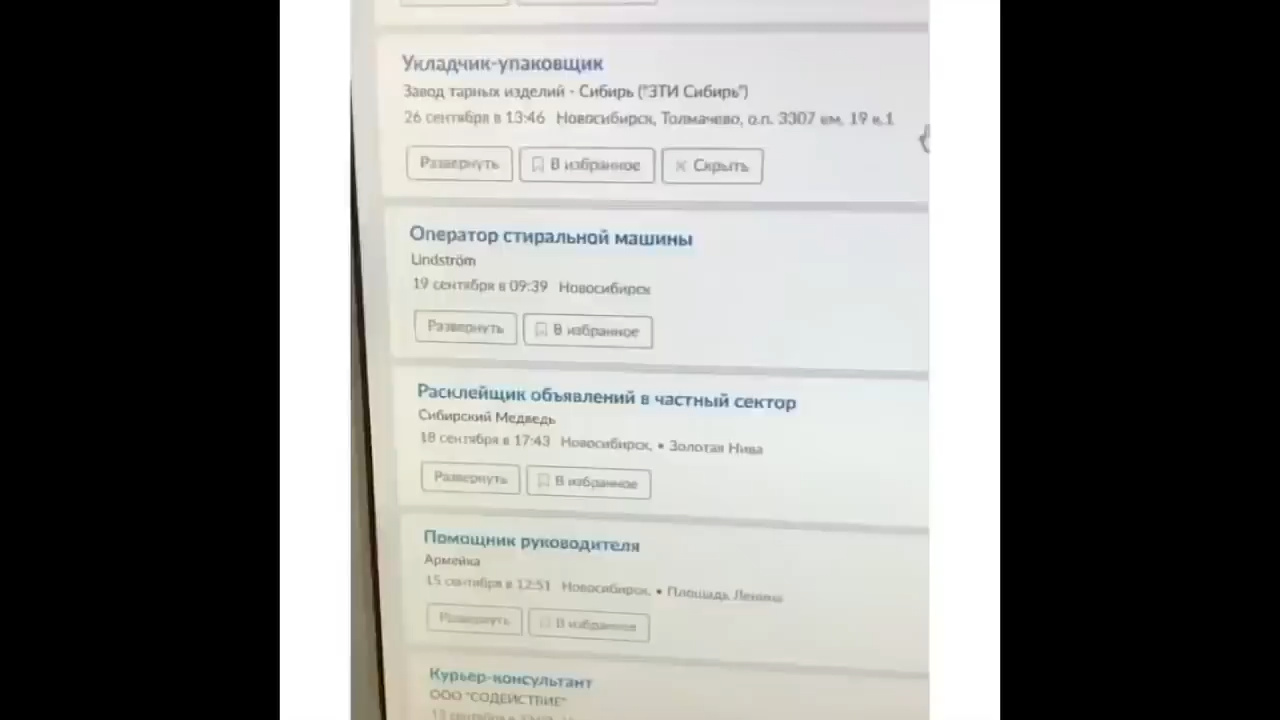 Укладчик-упаковщик
Завод тарных изделий - Сибирь ("ЗТИ Сибирь")
26 сентября в 13:46 Новосибирск, Толмачево, о.п. 3307 км, 19 к.1
Развернуть В избранное × Скрыть
Оператор стиральной машины
Lindström
19 сентября в 09:39 Новосибирск
Развернуть В избранное
Расклейщик объявлений в частный сектор
Сибирский Медведь
18 сентября в 17:43 Новосибирск, • Золотая Нива
Развернуть В избранное
Помощник руководителя
Армейка
15 сентября в 12:51 Новосибирск, • Площадь Ленина
Развернуть В избранное
Курьер-консультант
ООО "СОДЕЙСТВИЕ"
13 сентября в